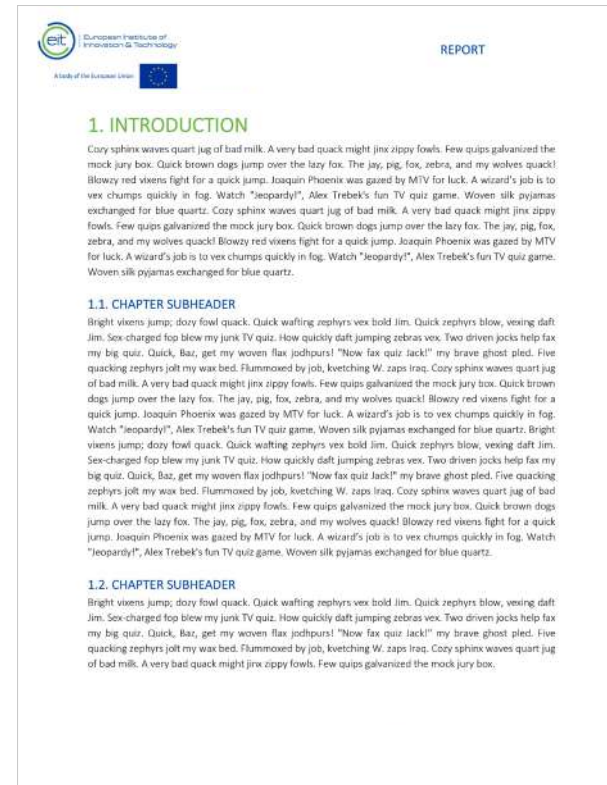 eit
European Institute of
Innovation & Technology
REPORT
A body of the European Union
1. INTRODUCTION
Cozy sphinx waves quart jug of bad milk. A very bad quack might jinx zippy fowls. Few quips galvanized the
mock jury box. Quick brown dogs jump over the lazy fox. The jay, pig, fox, zebra, and my wolves quack!
Blowzy red vixens fight for a quick jump. Joaquin Phoenix was gazed by MTV for luck. A wizard's job is to
vex chumps quickly in fog. Watch "Jeopardy!", Alex Trebek's fun TV quiz game. Woven silk pyjamas
exchanged for blue quartz. Cozy sphinx waves quart jug of bad milk. A very bad quack might jinx zippy
fowls. Few quips galvanized the mock jury box. Quick brown dogs jump over the lazy fox. The jay, pig, fox,
zebra, and my wolves quack! Blowzy red vixens fight for a quick jump. Joaquin Phoenix was gazed by MTV
for luck. A wizard's job is to vex chumps quickly in fog. Watch "Jeopardy!", Alex Trebek's fun TV quiz game.
Woven silk pyjamas exchanged for blue quartz.
1.1. CHAPTER SUBHEADER
Bright vixens jump; dozy fowl quack. Quick wafting zephyrs vex bold Jim. Quick zephyrs blow, vexing daft
Jim. Sex-charged fop blew my junk TV quiz. How quickly daft jumping zebras vex. Two driven jocks help fax
my big quiz. Quick, Baz, get my woven flax jodhpurs! "Now fax quiz Jack!" my brave ghost pled. Five
quacking zephyrs jolt my wax bed. Flummoxed by job, kvetching W. zaps Iraq. Cozy sphinx waves quart jug
of bad milk. A very bad quack might jinx zippy fowls. Few quips galvanized the mock jury box. Quick brown
dogs jump over the lazy fox. The jay, pig, fox, zebra, and my wolves quack! Blowzy red vixens fight for a
quick jump. Joaquin Phoenix was gazed by MTV for luck. A wizard's job is to vex chumps quickly in fog.
Watch "Jeopardy!", Alex Trebek's fun TV quiz game. Woven silk pyjamas exchanged for blue quartz. Bright
vixens jump; dozy fowl quack. Quick wafting zephyrs vex bold Jim. Quick zephyrs blow, vexing daft Jim.
Sex-charged fop blew my junk TV quiz. How quickly daft jumping zebras vex. Two driven jocks help fax my
big quiz. Quick, Baz, get my woven flax jodhpurs! "Now fax quiz Jack!" my brave ghost pled. Five quacking
zephyrs jolt my wax bed. Flummoxed by job, kvetching W. zaps Iraq. Cozy sphinx waves quart jug of bad
milk. A very bad quack might jinx zippy fowls. Few quips galvanized the mock jury box. Quick brown dogs
jump over the lazy fox. The jay, pig, fox, zebra, and my wolves quack! Blowzy red vixens fight for a quick
jump. Joaquin Phoenix was gazed by MTV for luck. A wizard's job is to vex chumps quickly in fog. Watch
"Jeopardy!", Alex Trebek's fun TV quiz game. Woven silk pyjamas exchanged for blue quartz.
1.2. CHAPTER SUBHEADER
Bright vixens jump; dozy fowl quack. Quick wafting zephyrs vex bold Jim. Quick zephyrs blow, vexing daft
Jim. Sex-charged fop blew my junk TV quiz. How quickly daft jumping zebras vex. Two driven jocks help fax
my big quiz. Quick, Baz, get my woven flax jodhpurs! "Now fax quiz Jack!" my brave ghost pled. Five
quacking zephyrs jolt my wax bed. Flummoxed by job, kvetching W. zaps Iraq. Cozy sphinx waves quart jug
of bad milk. A very bad quack might jinx zippy fowls. Few quips galvanized the mock jury box.